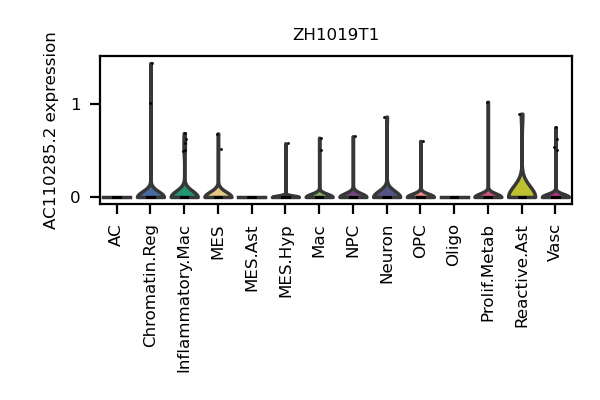 ZH1019T1
AC110285.2 expression
1
0
AC
Chromatin.Reg
Inflammatory.Mac
MES
MES.Ast
MES.Hyp
Mac
NPC
Neuron
OPC
Oligo
Prolif.Metab
Reactive.Ast
Vasc